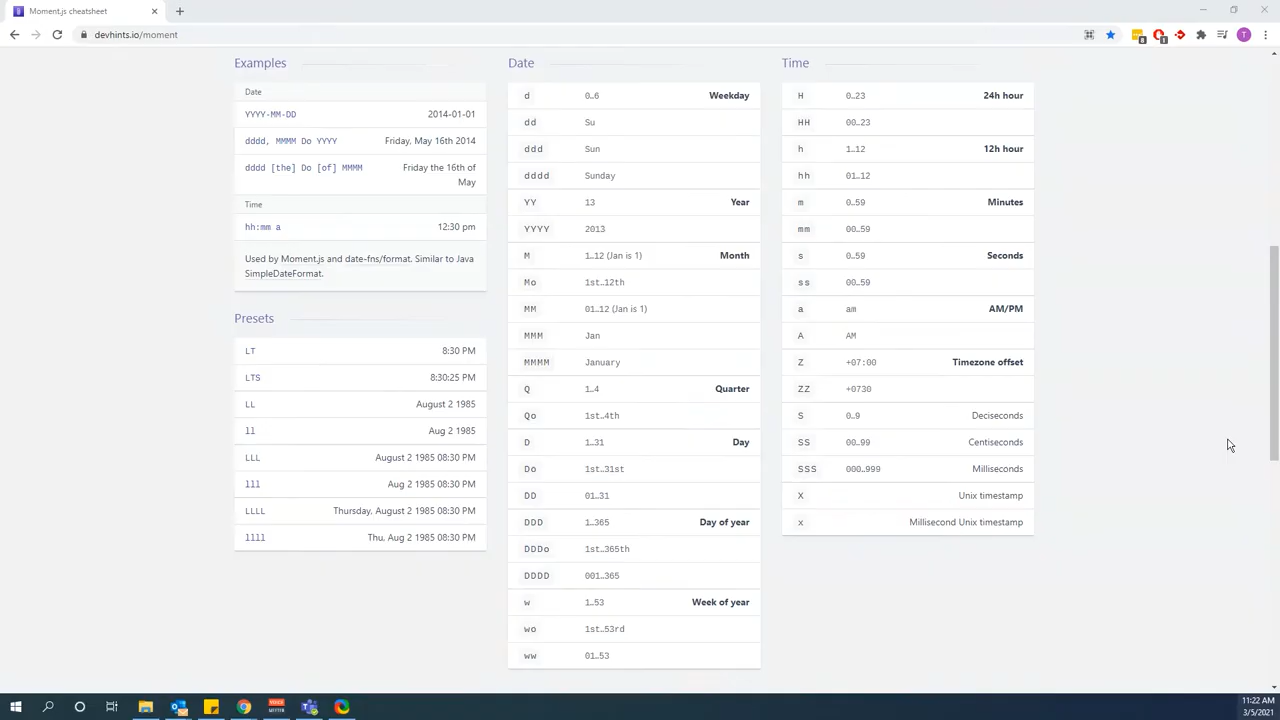 Moment.js cheatsheet
devhints.io/moment
8
1
T
Examples
Date
YYYY-MM-DD 2014-01-01
dddd, MMMM Do YYYY Friday, May 16th 2014
dddd [the] Do [of] MMMM Friday the 16th of
May
Time
hh:mm a 12:30 pm
Used by Moment.js and date-fns/format. Similar to Java
SimpleDateFormat.
Presets
LT 8:30 PM
LTS 8:30:25 PM
LL August 2 1985
ll Aug 2 1985
LLL August 2 1985 08:30 PM
lll Aug 2 1985 08:30 PM
LLLL Thursday, August 2 1985 08:30 PM
llll Thu, Aug 2 1985 08:30 PM
Date
d 0…6 Weekday
dd Su
ddd Sun
dddd Sunday
YY 13 Year
YYYY 2013
M 1…12 (Jan is 1) Month
Mo 1st…12th
MM 01…12 (Jan is 1)
MMM Jan
MMMM January
Q 1…4 Quarter
Qo 1st…4th
D 1…31 Day
Do 1st…31st
DD 01…31
DDD 1…365 Day of year
DDDo 1st…365th
DDDD 001…365
w 1…53 Week of year
wo 1st…53rd
ww 01…53
Time
H 0…23 24h hour
HH 00…23
h 1…12 12h hour
hh 01…12
m 0…59 Minutes
mm 00…59
s 0…59 Seconds
ss 00…59
a am AM/PM
A AM
Z +07:00 Timezone offset
ZZ +0730
S 0…9 Deciseconds
SS 00…99 Centiseconds
SSS 000…999 Milliseconds
X Unix timestamp
x Millisecond Unix timestamp
VOICE
MEETER
11:22 AM
3/5/2021